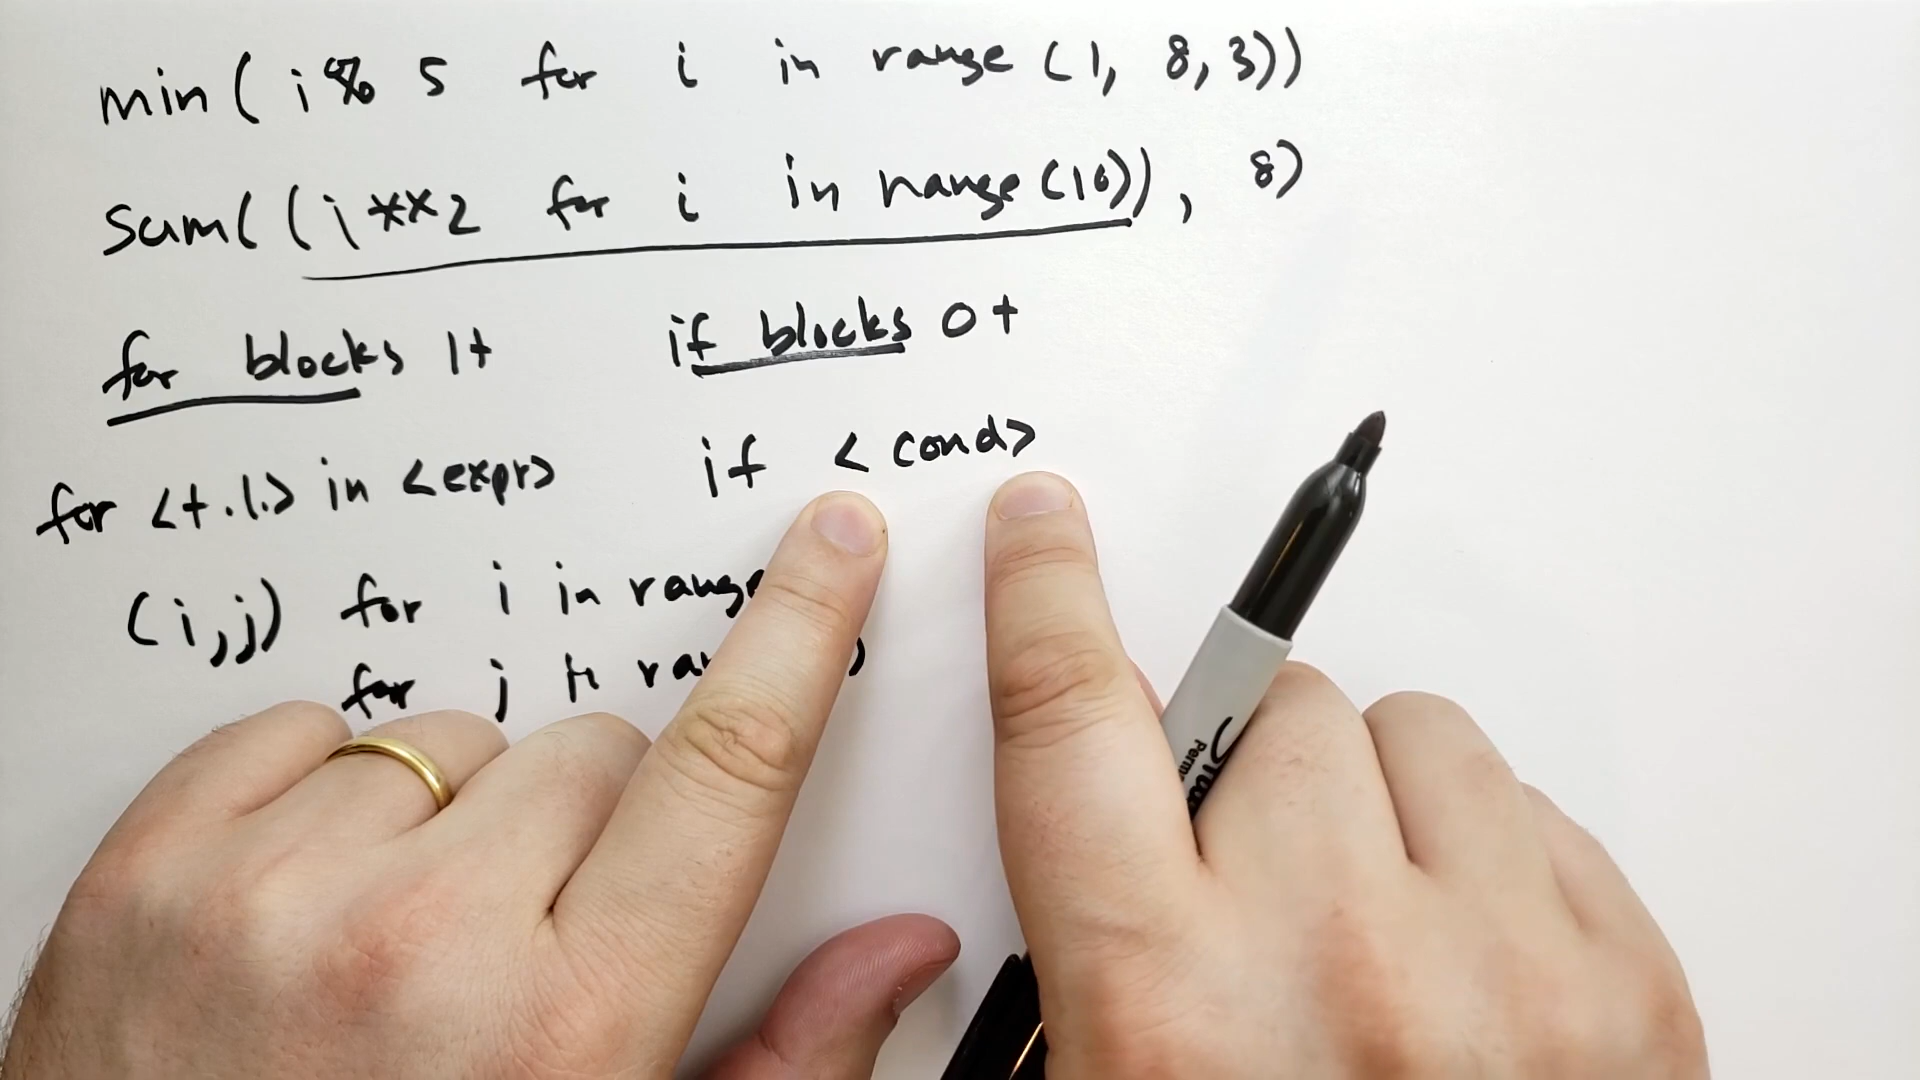 min(i % 5 for i in range(1, 8, 3))
sum((i**2 for i in range(10)), 8)
for blocks 1+ if blocks 0+
for <t.l.> in <expr> if <cond>
(i,j) for i in range
for j in )